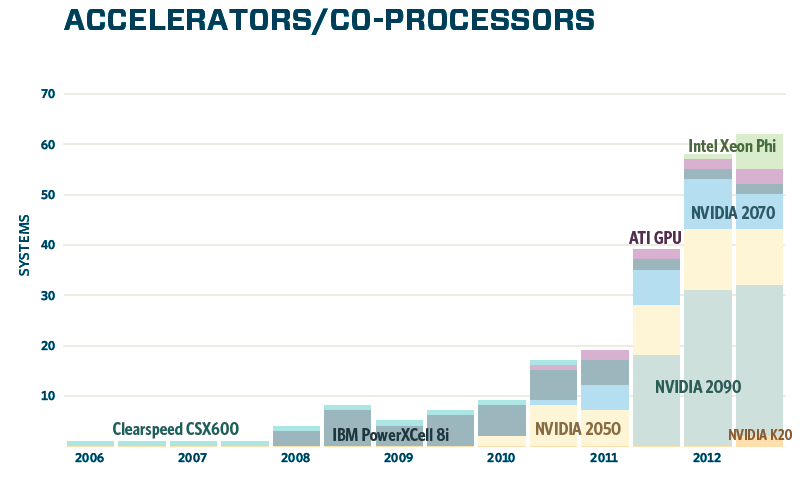 ACCELERATORS/CO-PROCESSORS
70
60
Intel Xeon Phi
50
NVIDIA 2070
SYSTEMS
40
ATI GPU
30
20
10
NVIDIA 2090
Clearspeed CSX600
IBM PowerXCell 8i
NVIDIA 2050
NVIDIA K20
2006
2007
2008
2009
2010
2011
2012